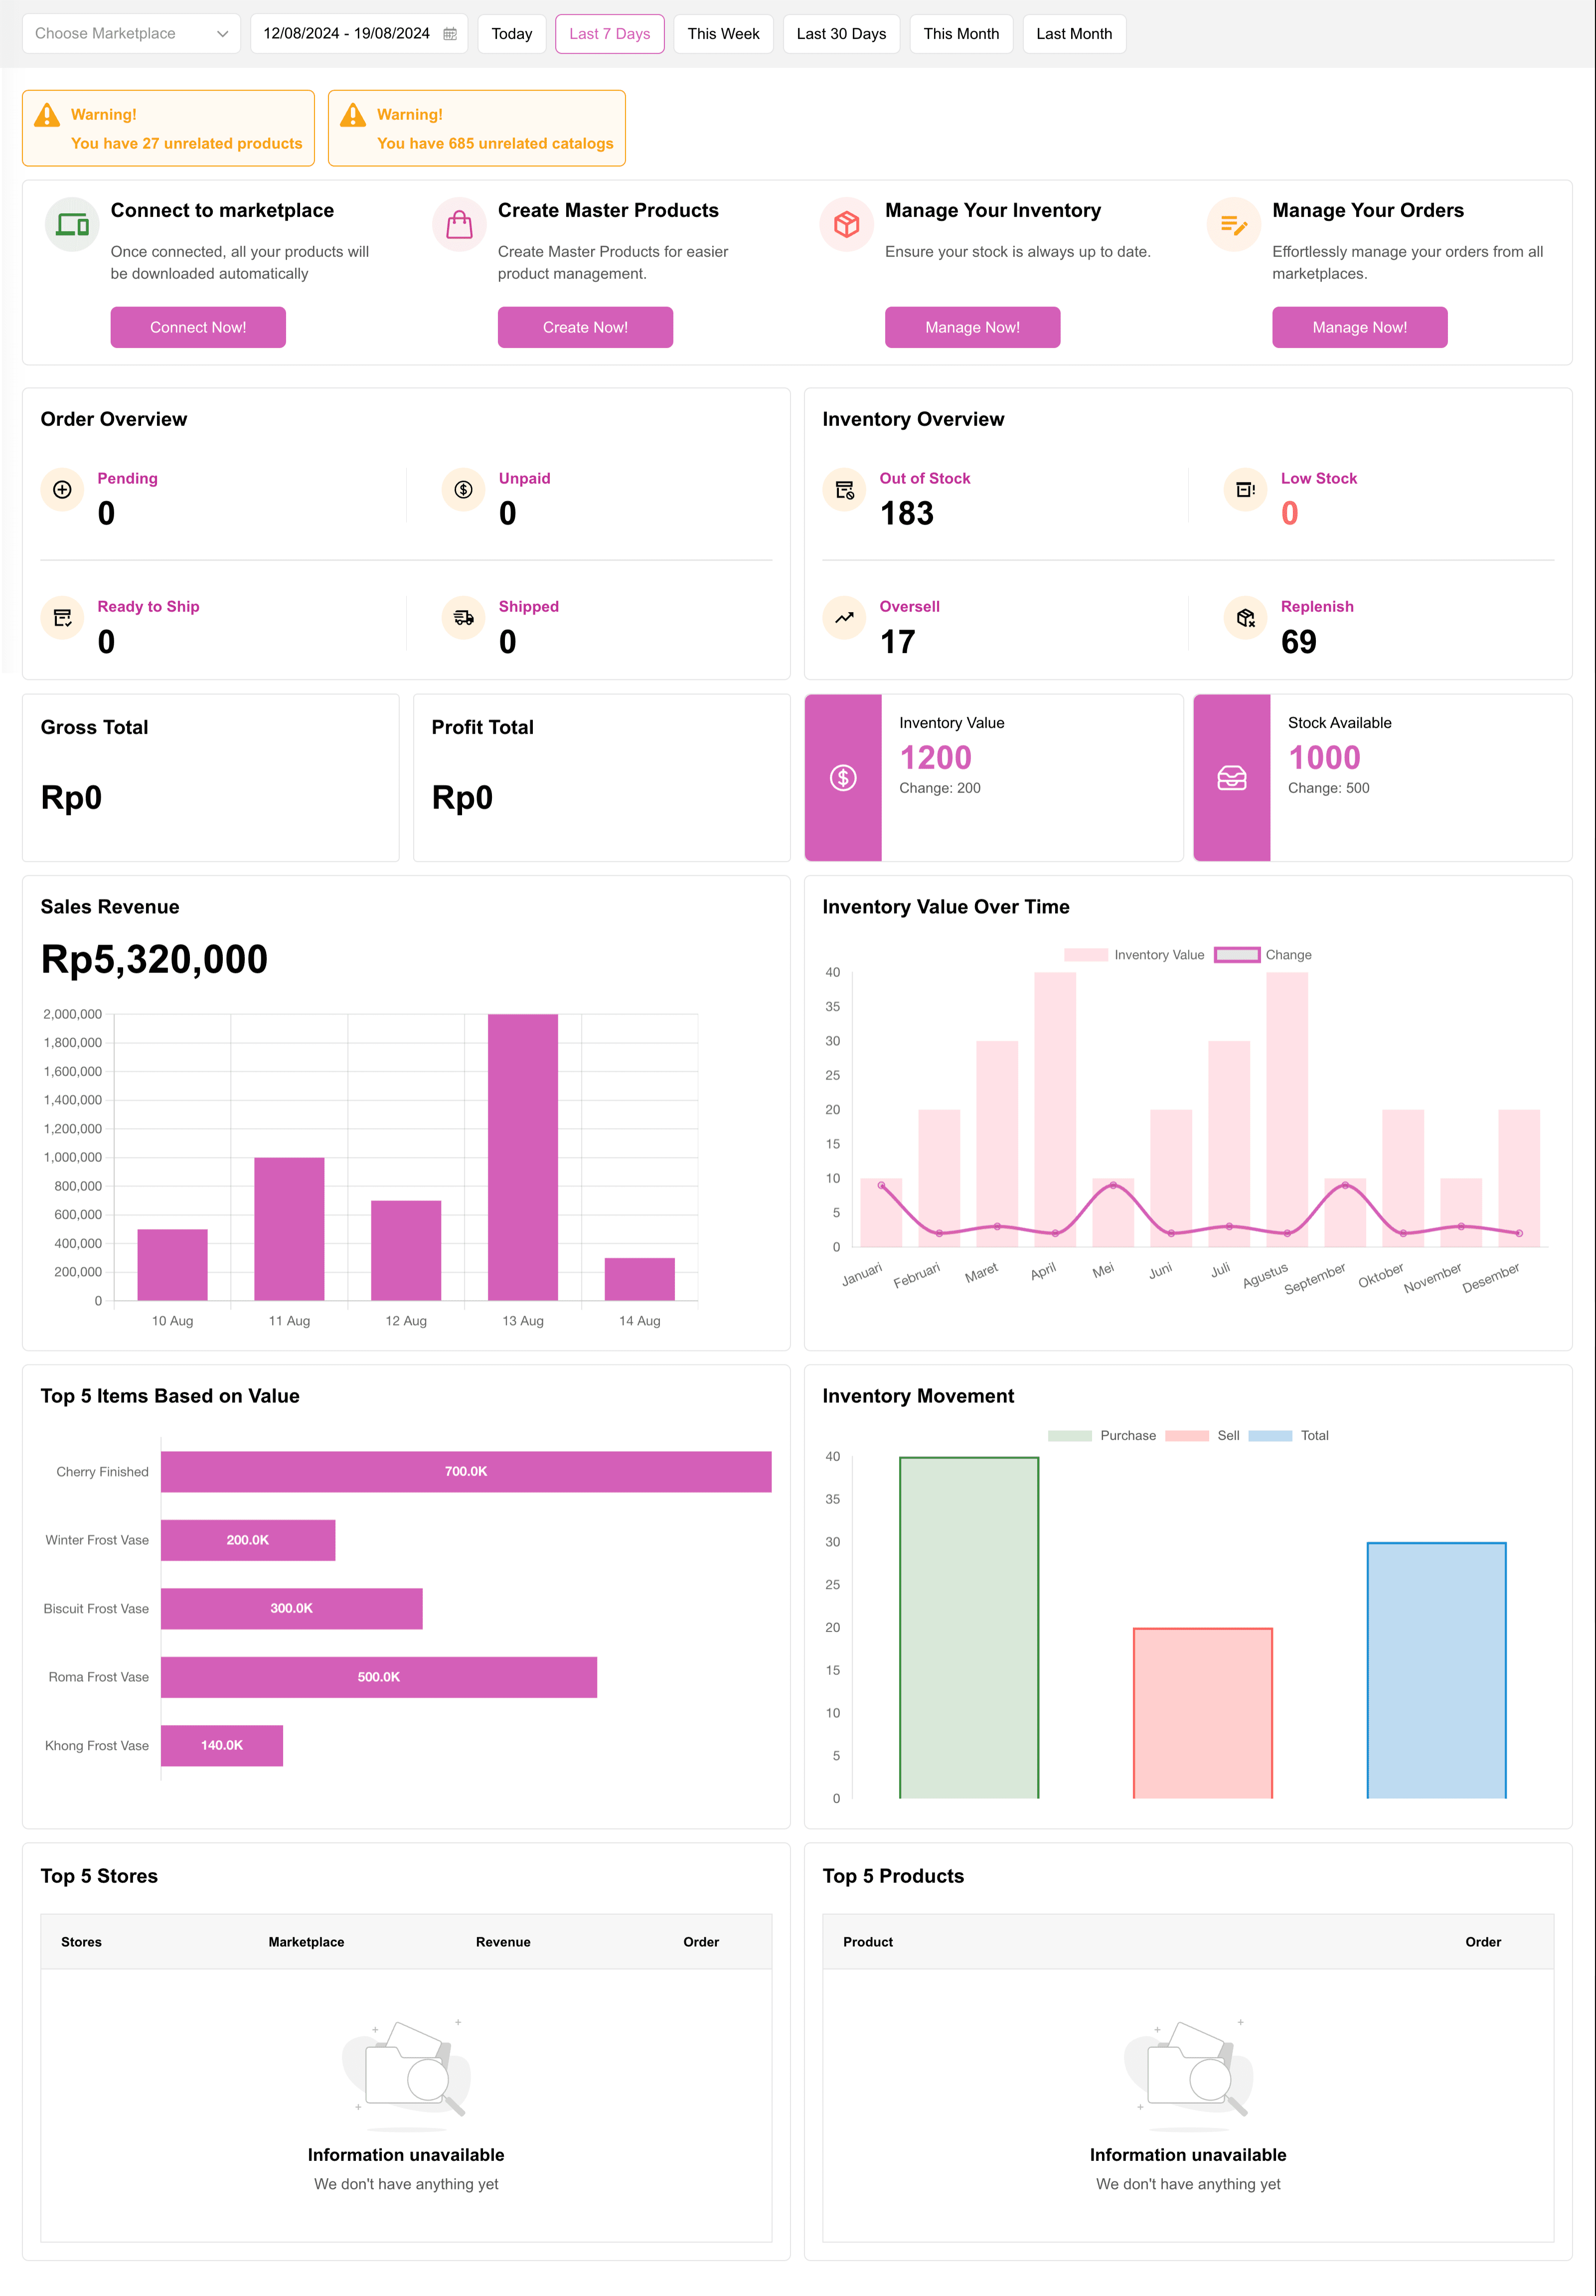 Choose Marketplace
12/08/2024 - 19/08/2024
Today
Last 7 Days
This Week
Last 30 Days
This Month
Last Month
Warning!
You have 27 unrelated products
Warning!
You have 685 unrelated catalogs
Connect to marketplace
Once connected, all your products will
be downloaded automatically
Connect Now!
Create Master Products
Create Master Products for easier
product management.
Create Now!
Manage Your Inventory
Ensure your stock is always up to date.
Manage Now!
Manage Your Orders
Effortlessly manage your orders from all
marketplaces.
Manage Now!
Order Overview
Pending
0
Unpaid
0
Ready to Ship
0
Shipped
0
Inventory Overview
Out of Stock
183
Low Stock
0
Oversell
17
Replenish
69
Gross Total
Rp0
Profit Total
Rp0
Inventory Value
1200
Change: 200
Stock Available
1000
Change: 500
Sales Revenue
Rp5,320,000
2,000,000
1,800,000
1,600,000
1,400,000
1,200,000
1,000,000
800,000
600,000
400,000
200,000
0
10 Aug
11 Aug
12 Aug
13 Aug
14 Aug
Inventory Value Over Time
Inventory Value
Change
40
35
30
25
20
15
10
5
0
Januari
Februari
Maret
April
Mei
Juni
Juli
Agustus
September
Oktober
November
Desember
Top 5 Items Based on Value
Cherry Finished
700.0K
Winter Frost Vase
200.0K
Biscuit Frost Vase
300.0K
Roma Frost Vase
500.0K
Khong Frost Vase
140.0K
Inventory Movement
Purchase
Sell
Total
40
35
30
25
20
15
10
5
0
Top 5 Stores
Stores
Marketplace
Revenue
Order
Information unavailable
We don't have anything yet
Top 5 Products
Product
Order
Information unavailable
We don't have anything yet